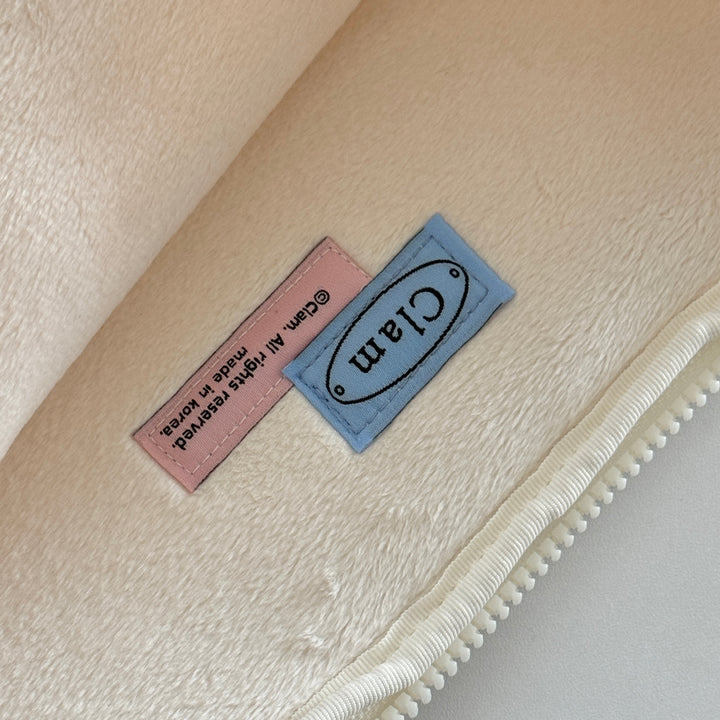 Clam
©Clam. All rights reserved.
made in korea.